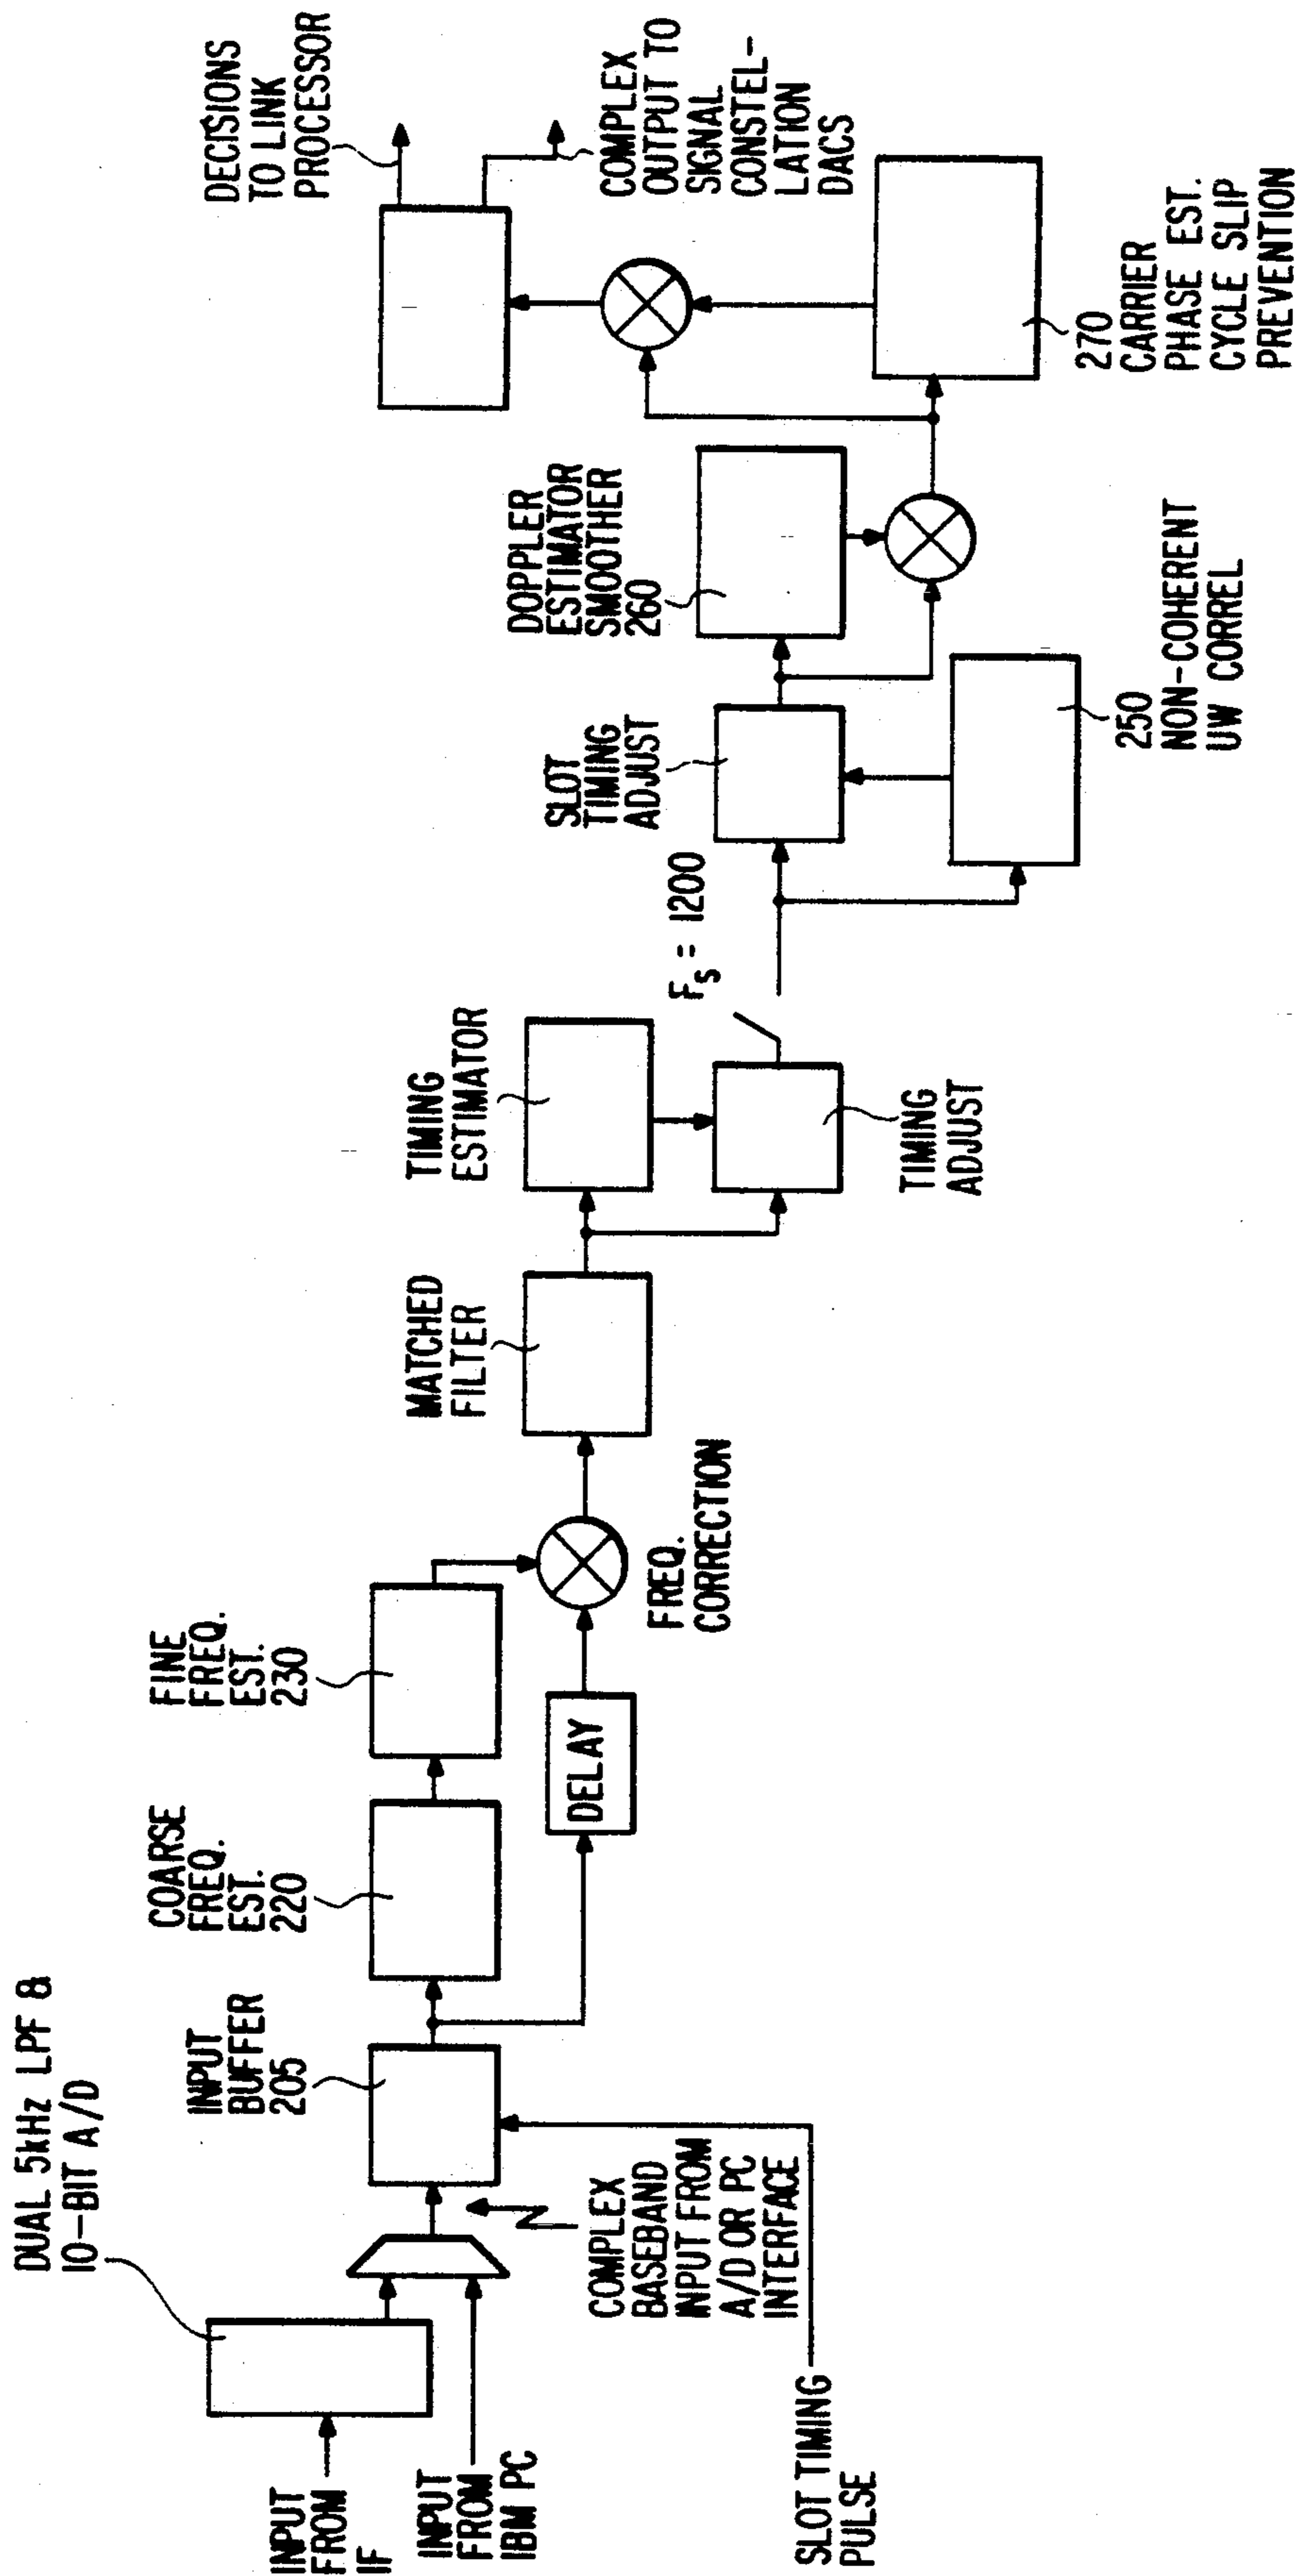 INPUT
FROM
IF
INPUT
FROM
IBM PC
SLOT TIMING
PULSE
DUAL 5kHz LPF &
10-BIT A/D
COMPLEX
BASEBAND
INPUT FROM
A/D OR PC
INTERFACE
INPUT
BUFFER
205
COARSE
FREQ.
EST.
220
FINE
FREQ.
EST.
230
DELAY
FREQ.
CORRECTION
MATCHED
FILTER
TIMING
ESTIMATOR
TIMING
ADJUST
Fs = 1200
SLOT
TIMING
ADJUST
250
NON-COHERENT
UW CORREL
DOPPLER
ESTIMATOR
SMOOTHER
260
270
CARRIER
PHASE EST.
CYCLE SLIP
PREVENTION
DECISIONS
TO LINK
PROCESSOR
COMPLEX
OUTPUT TO
SIGNAL
CONSTEL-
LATION
DACS